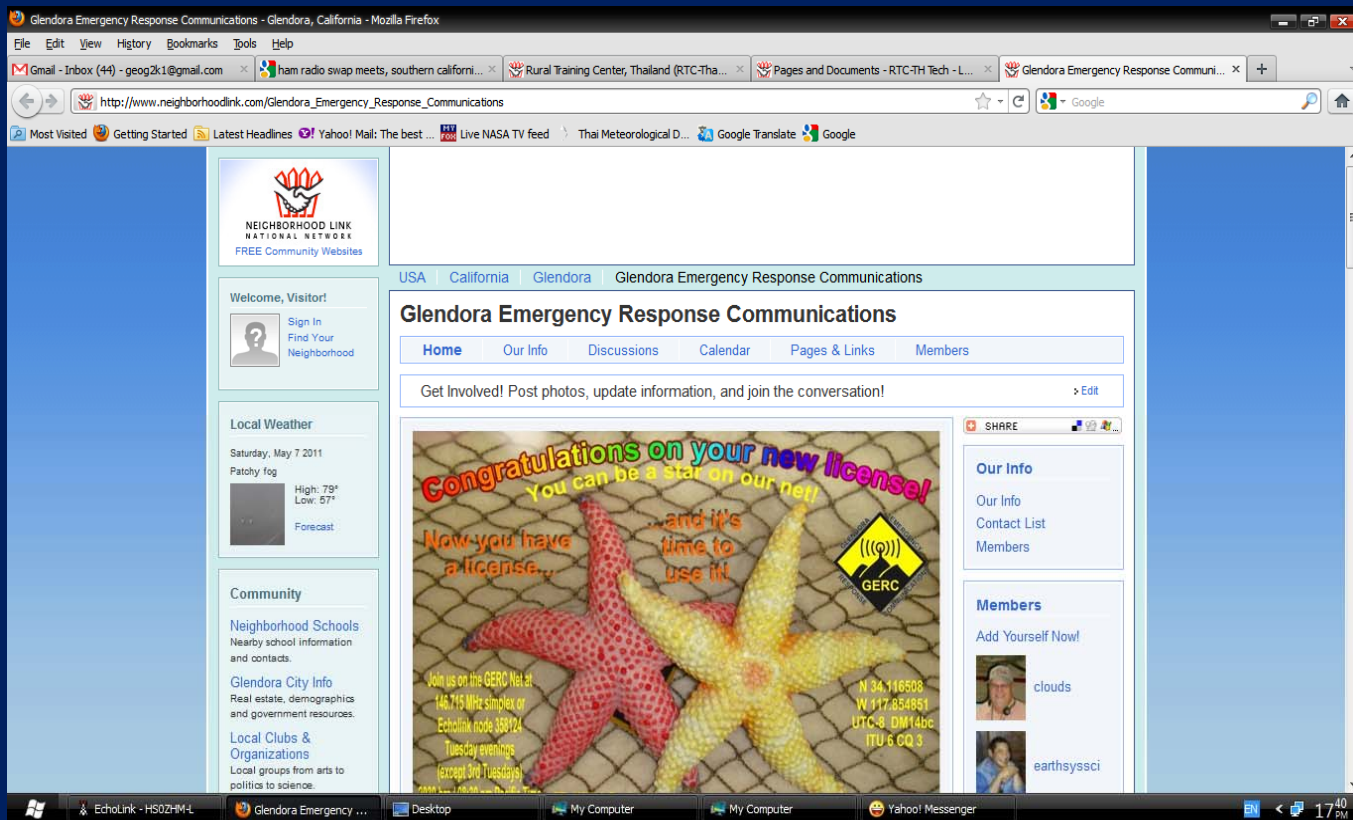 Glendora Emergency Response Communications - Glendora, California - Mozilla Firefox
File Edit View History Bookmarks Tools Help
Gmail - Inbox (44) - geog2k1@gmail.com
ham radio swap meets, southern californi...
Rural Training Center, Thailand (RTC-Tha...
Pages and Documents - RTC-TH Tech - L...
Glendora Emergency Response Communi...
http://www.neighborhoodlink.com/Glendora_Emergency_Response_Communications
Google
Most Visited Getting Started Latest Headlines Yahoo! Mail: The best ... Live NASA TV feed Thai Meteorological D... Google Translate Google
NEIGHBORHOOD LINK
NATIONAL NETWORK
FREE Community Websites
Welcome, Visitor!
Sign In
Find Your
Neighborhood
Local Weather
Saturday, May 7 2011
Patchy fog
High: 79°
Low: 57°
Forecast
Community
Neighborhood Schools
Nearby school information
and contacts.
Glendora City Info
Real estate, demographics
and government resources.
Local Clubs &
Organizations
Local groups from arts to
politics to science.
USA California Glendora Glendora Emergency Response Communications
Glendora Emergency Response Communications
Home Our Info Discussions Calendar Pages & Links Members
Get Involved! Post photos, update information, and join the conversation!
Edit
Congratulations on your new license!
You can be a star on our net!
Now you have
a license...
...and it's
time to
use it!
GLENDORA EMERGENCY
RESPONSE COMMUNICATIONS
GERC
Join us on the GERC Net at
146.715 MHz simplex or
Echolink node 358124
Tuesday evenings
(except 3rd Tuesdays)
N 34.116508
W 117.854851
UTC-8 DM14bc
ITU 6 CQ 3
SHARE
Our Info
Our Info
Contact List
Members
Members
Add Yourself Now!
clouds
earthsyssci
EchoLink - HS0ZHM-L
Glendora Emergency ...
Desktop
My Computer
My Computer
Yahoo! Messenger
EN
17 40 PM